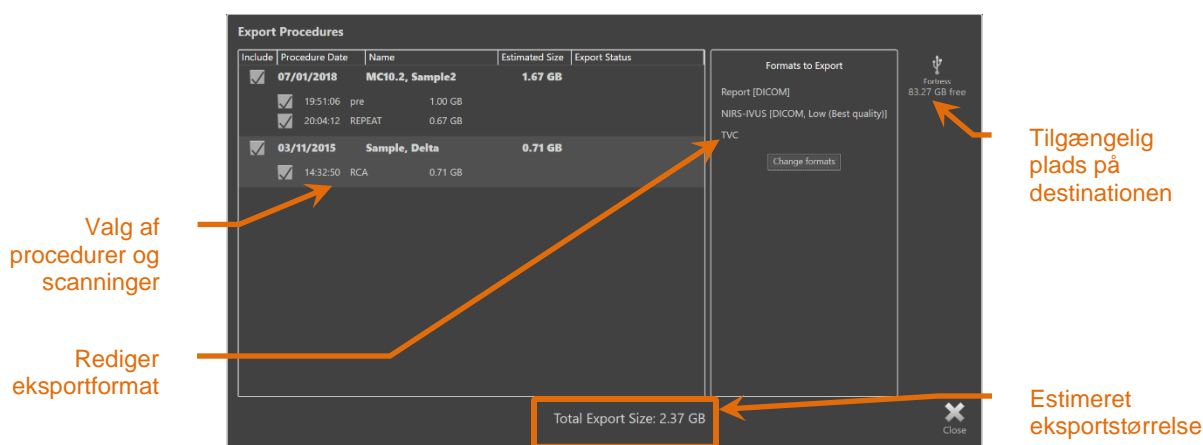 Export Procedures
Include Procedure Date Name Estimated Size Export Status
07/01/2018 MC10.2, Sample2 1.67 GB
19:51:06 pre 1.00 GB
20:04:12 REPEAT 0.67 GB
03/11/2015 Sample, Delta 0.71 GB
14:32:50 RCA 0.71 GB
Formats to Export
Report [DICOM]
NIRS-IVUS [DICOM, Low (Best quality)]
TVC
Change formats
Fortress
83.27 GB free
Tilgængelig
plads på
destinationen
Valg af
procedurer og
scanninger
Rediger
eksportformat
Total Export Size: 2.37 GB
Close
Estimeret
eksportstørrelse